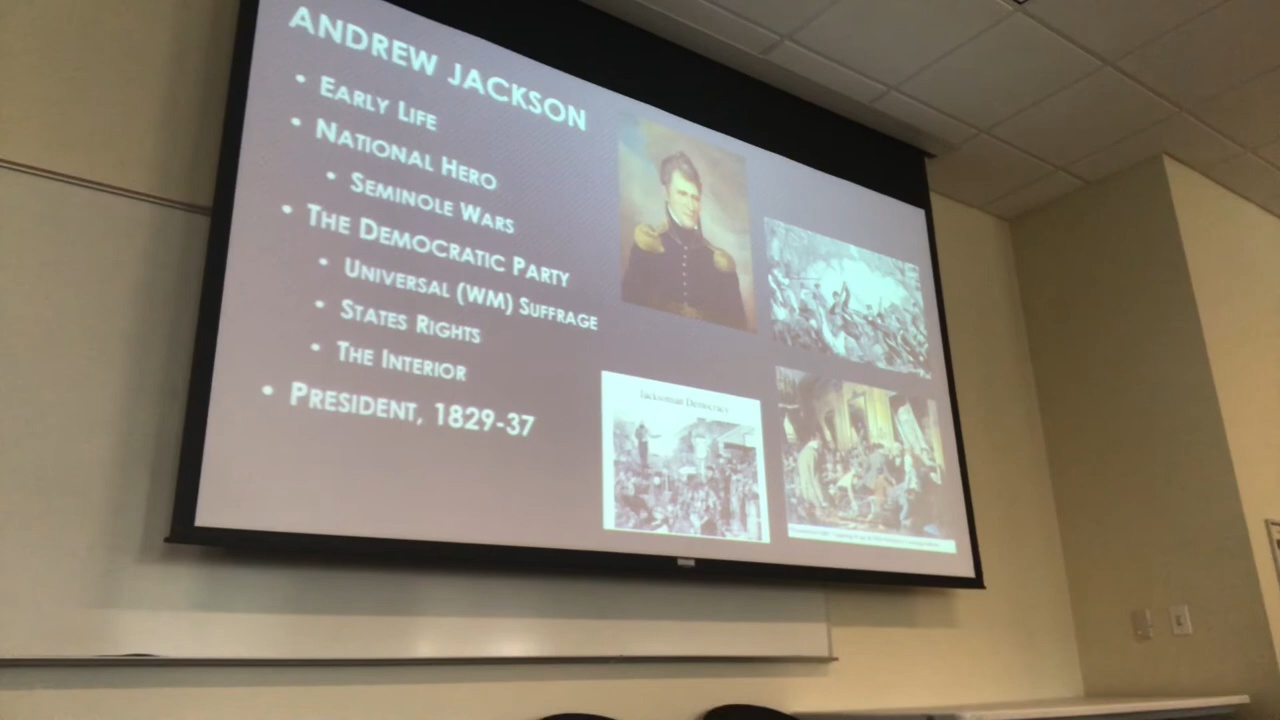 ANDREW JACKSON
• EARLY LIFE
• NATIONAL HERO
• SEMINOLE WARS
• THE DEMOCRATIC PARTY
• UNIVERSAL (WM) SUFFRAGE
• STATES RIGHTS
• THE INTERIOR
• PRESIDENT, 1829-37
Jacksonian Democracy